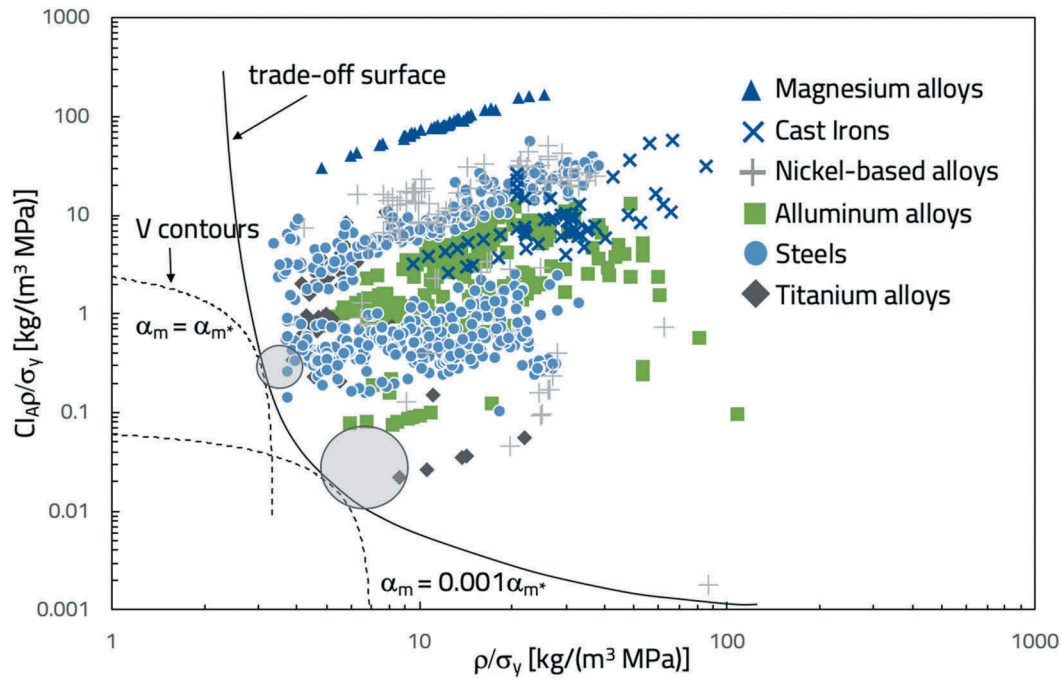 1000
100
10
1
0.1
0.01
0.001
CI_Aρ/σ_y [kg/(m³ MPa)]
trade-off surface
V contours
α_m = α_m*
α_m = 0.001α_m*
Magnesium alloys
Cast Irons
Nickel-based alloys
Alluminum alloys
Steels
Titanium alloys
1
10
100
1000
ρ/σ_y [kg/(m³ MPa)]